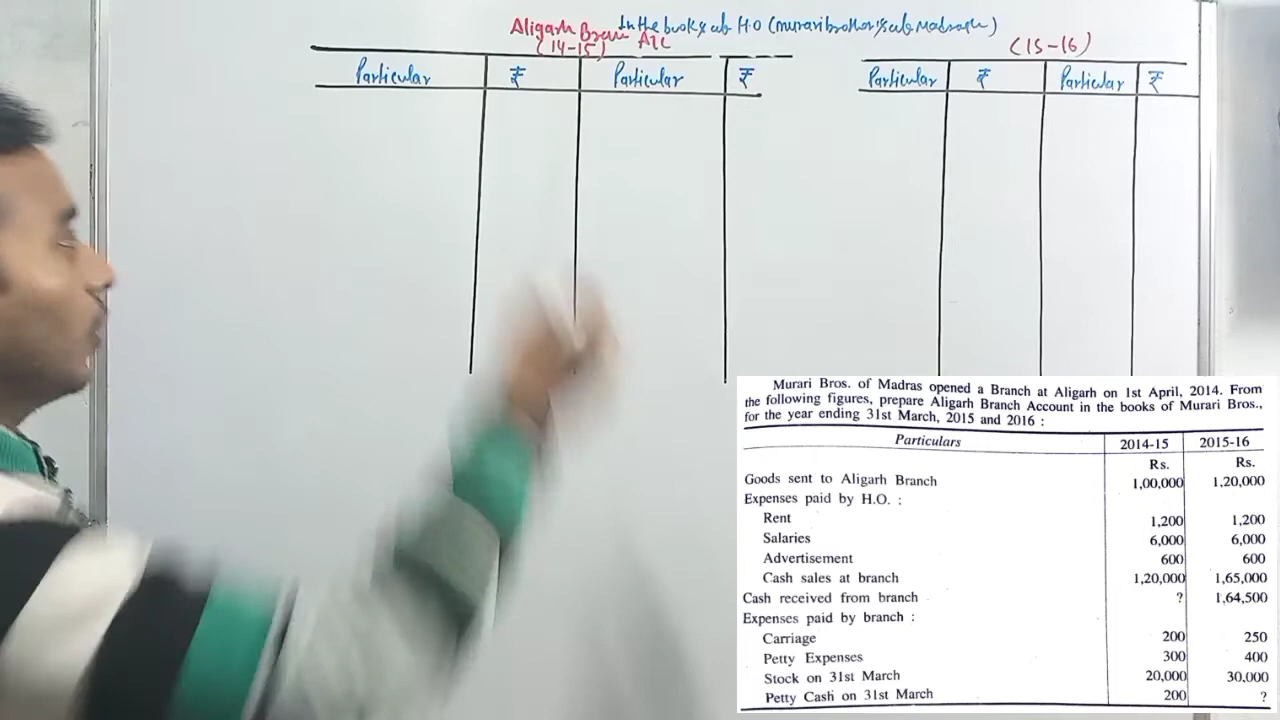 In the books of H.O (murari brother's of Madrash)
Aligarh Bran A/c
(14-15)
(15-16)
Particular ₹ Particular ₹
Particular ₹ Particular ₹
Murari Bros. of Madras opened a Branch at Aligarh on 1st April, 2014. From
the following figures, prepare Aligarh Branch Account in the books of Murari Bros.,
for the year ending 31st March, 2015 and 2016 :
Particulars 2014-15 2015-16
Rs. Rs.
Goods sent to Aligarh Branch 1,00,000 1,20,000
Expenses paid by H.O. :
Rent 1,200 1,200
Salaries 6,000 6,000
Advertisement 600 600
Cash sales at branch 1,20,000 1,65,000
Cash received from branch ? 1,64,500
Expenses paid by branch :
Carriage 200 250
Petty Expenses 300 400
Stock on 31st March 20,000 30,000
Petty Cash on 31st March 200 ?